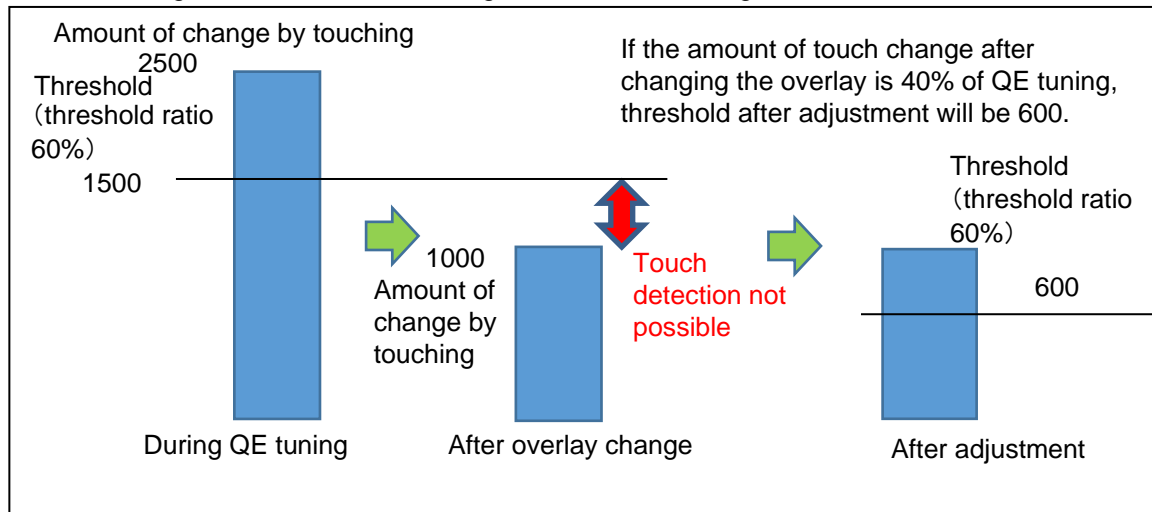 Amount of change by touching
2500
Threshold
（threshold ratio
60%）
1500
If the amount of touch change after
changing the overlay is 40% of QE tuning,
threshold after adjustment will be 600.
1000
Amount of
change by
touching
Touch
detection not
possible
Threshold
（threshold ratio
60%）
600
During QE tuning
After overlay change
After adjustment